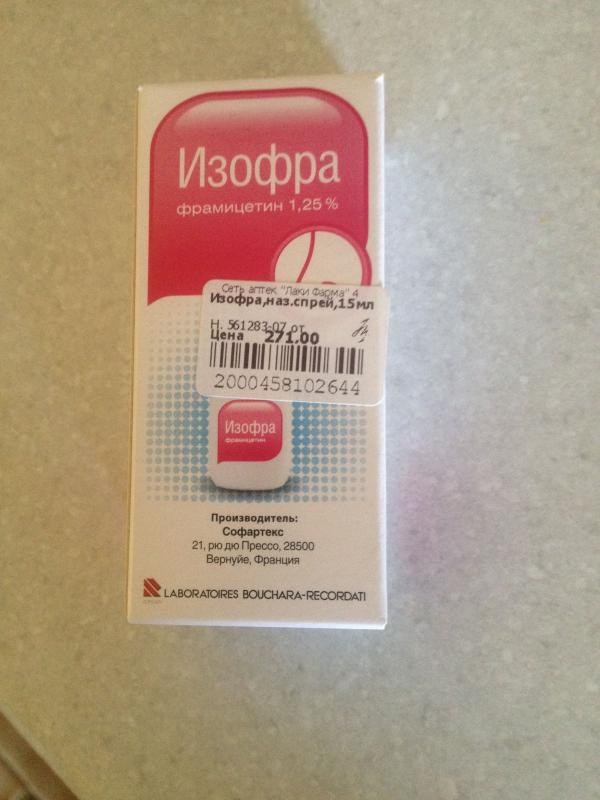 Изофра
фрамицетин 1,25 %
Сеть аптек "Лаки Фарма" 4
Изофра,наз.спрей,15мл
Н. 561283-07 от
Цена 271,00
2000458102644
Изофра
фрамицетин
Производитель:
Софартекс
21, рю дю Прессо, 28500
Вернуйе, Франция
LABORATOIRES BOUCHARA-RECORDATI